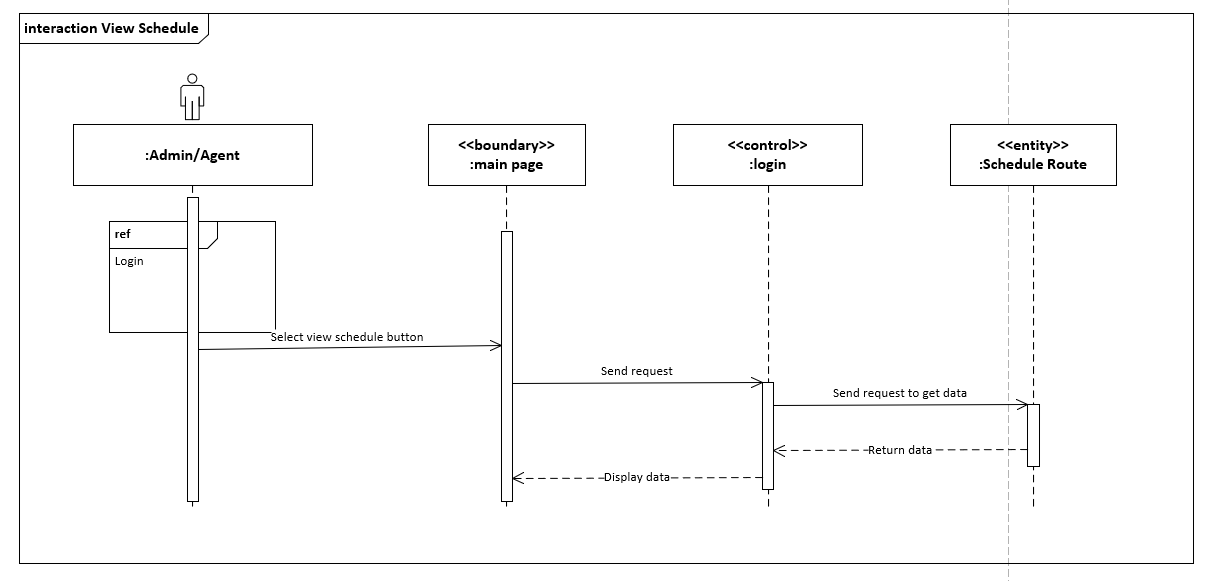 interaction View Schedule
:Admin/Agent
<<boundary>>
:main page
<<control>>
:login
<<entity>>
:Schedule Route
ref
Login
Select view schedule button
Send request
Send request to get data
Return data
Display data